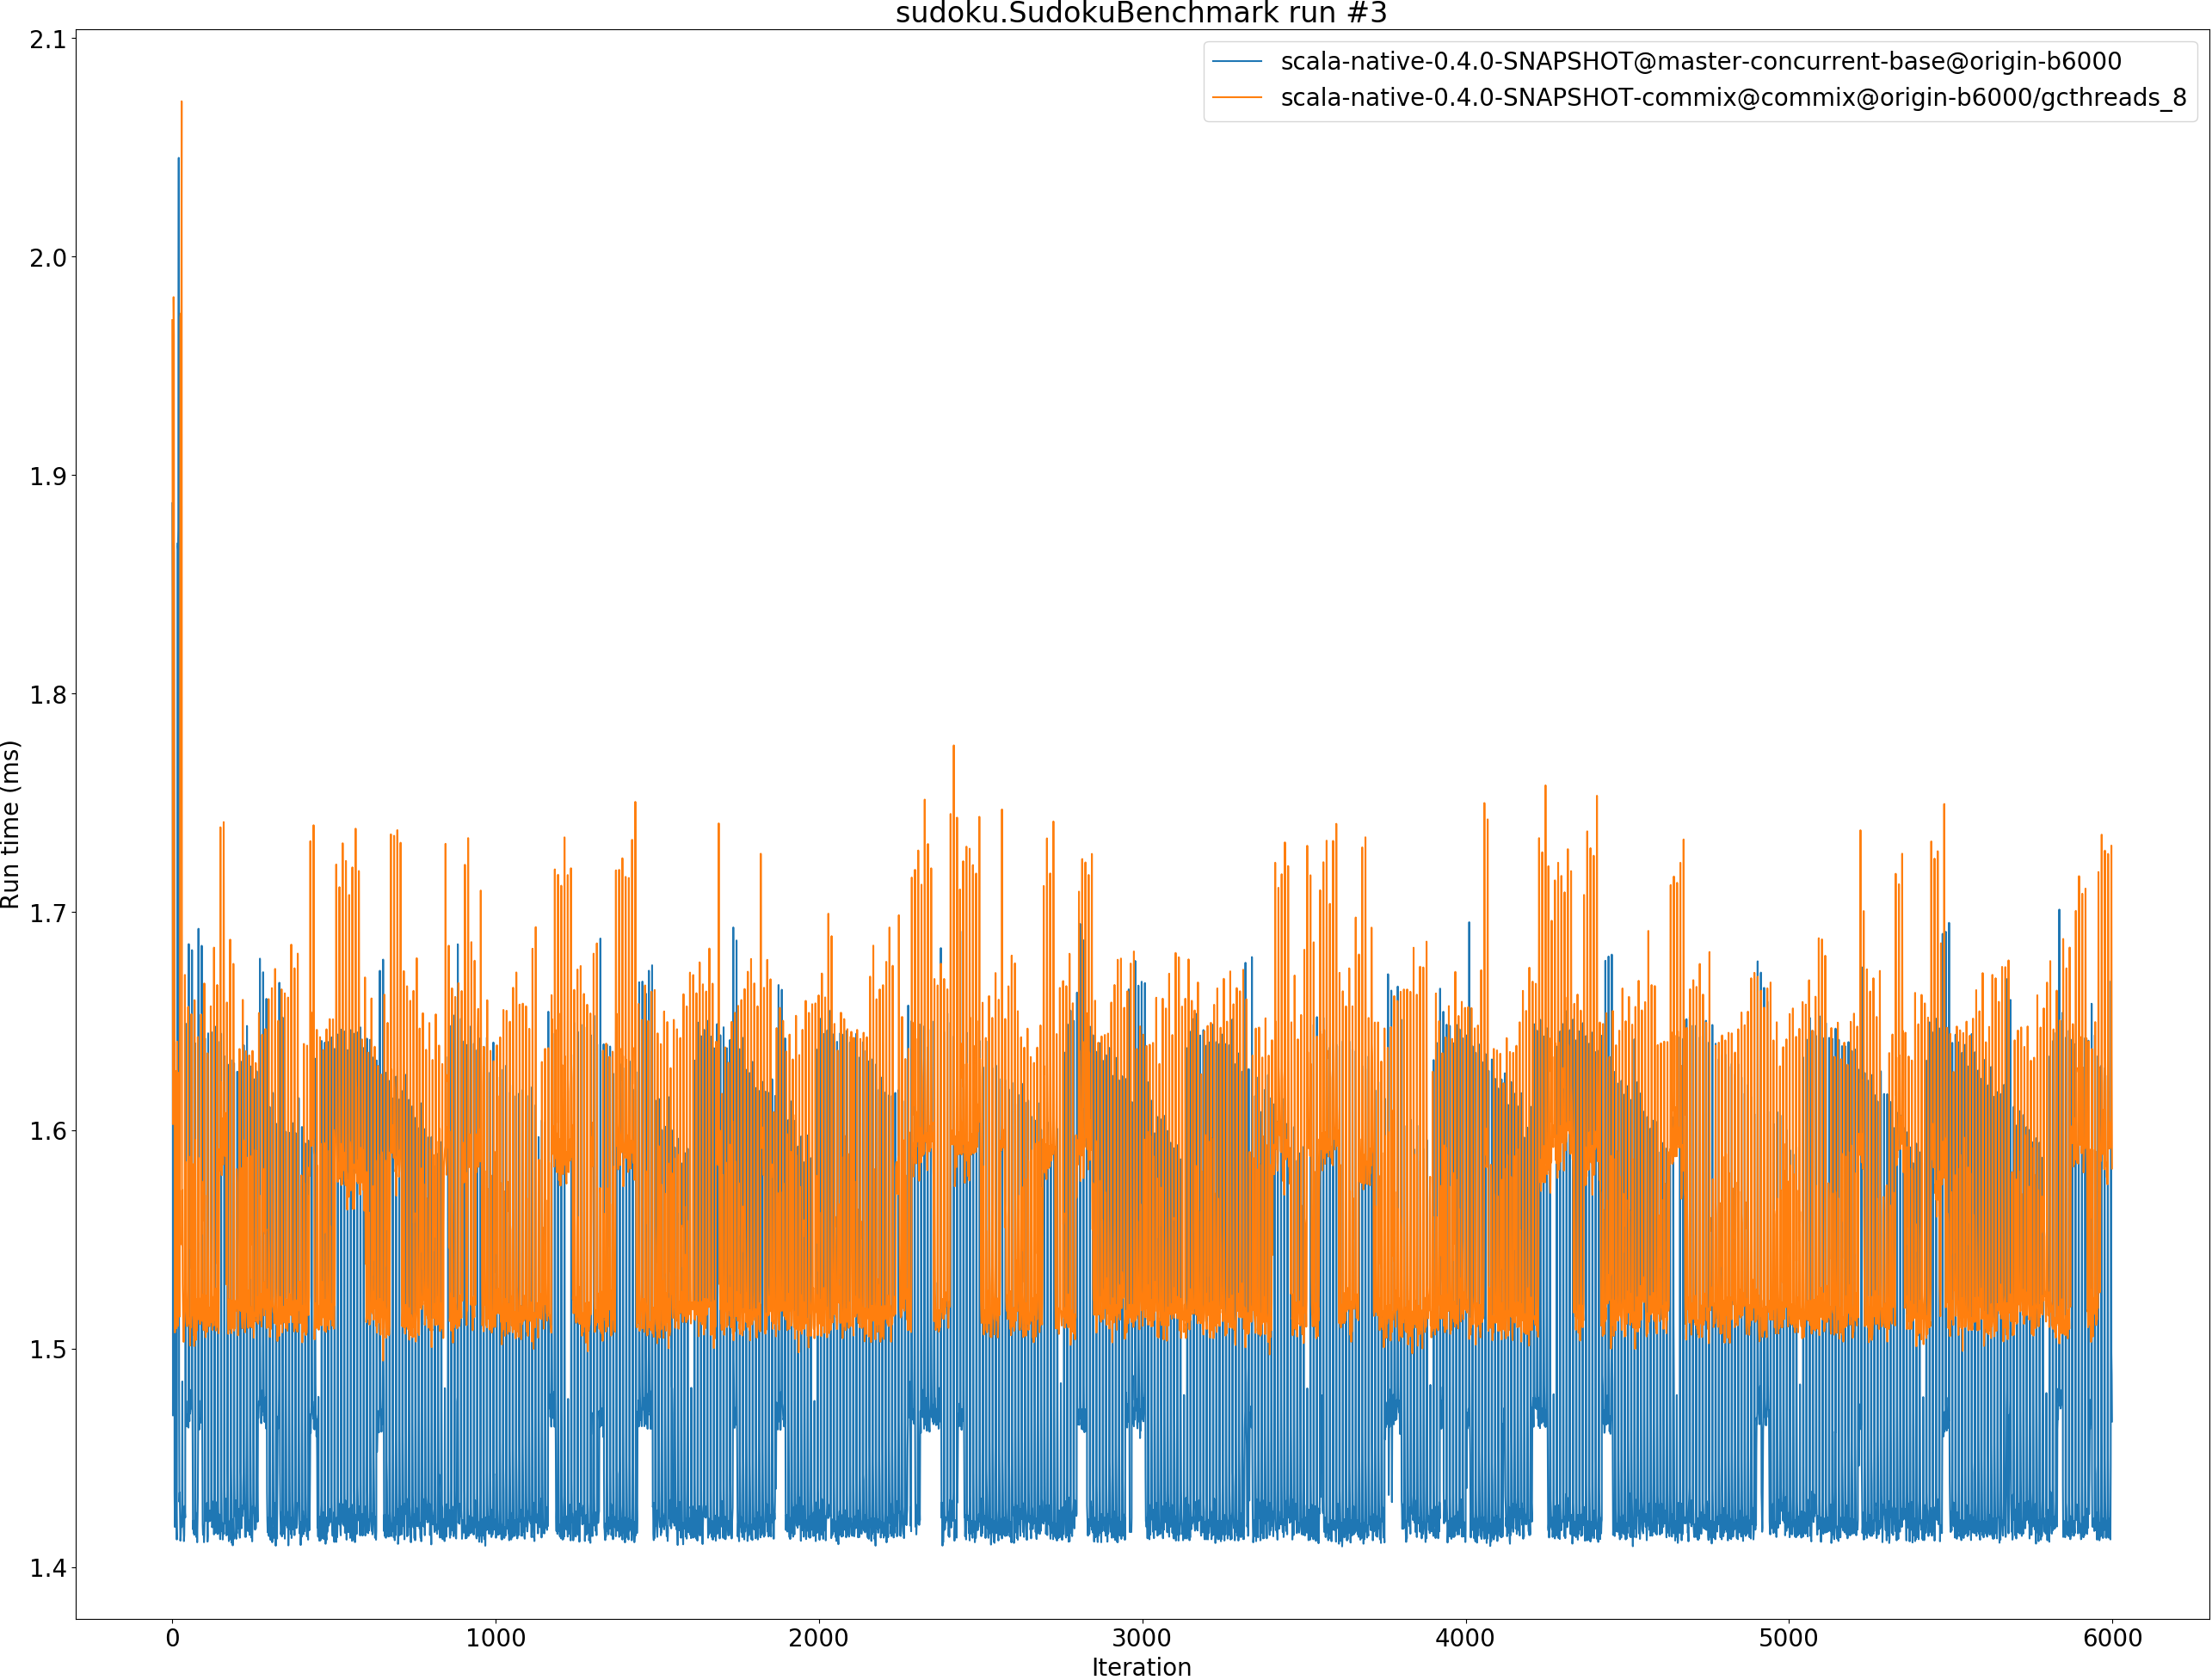 sudoku.SudokuBenchmark run #3
scala-native-0.4.0-SNAPSHOT@master-concurrent-base@origin-b6000
scala-native-0.4.0-SNAPSHOT-commix@commix@origin-b6000/gcthreads_8
2.1
2.0
1.9
1.8
1.7
1.6
1.5
1.4
Run time (ms)
0 1000 2000 3000 4000 5000 6000
Iteration